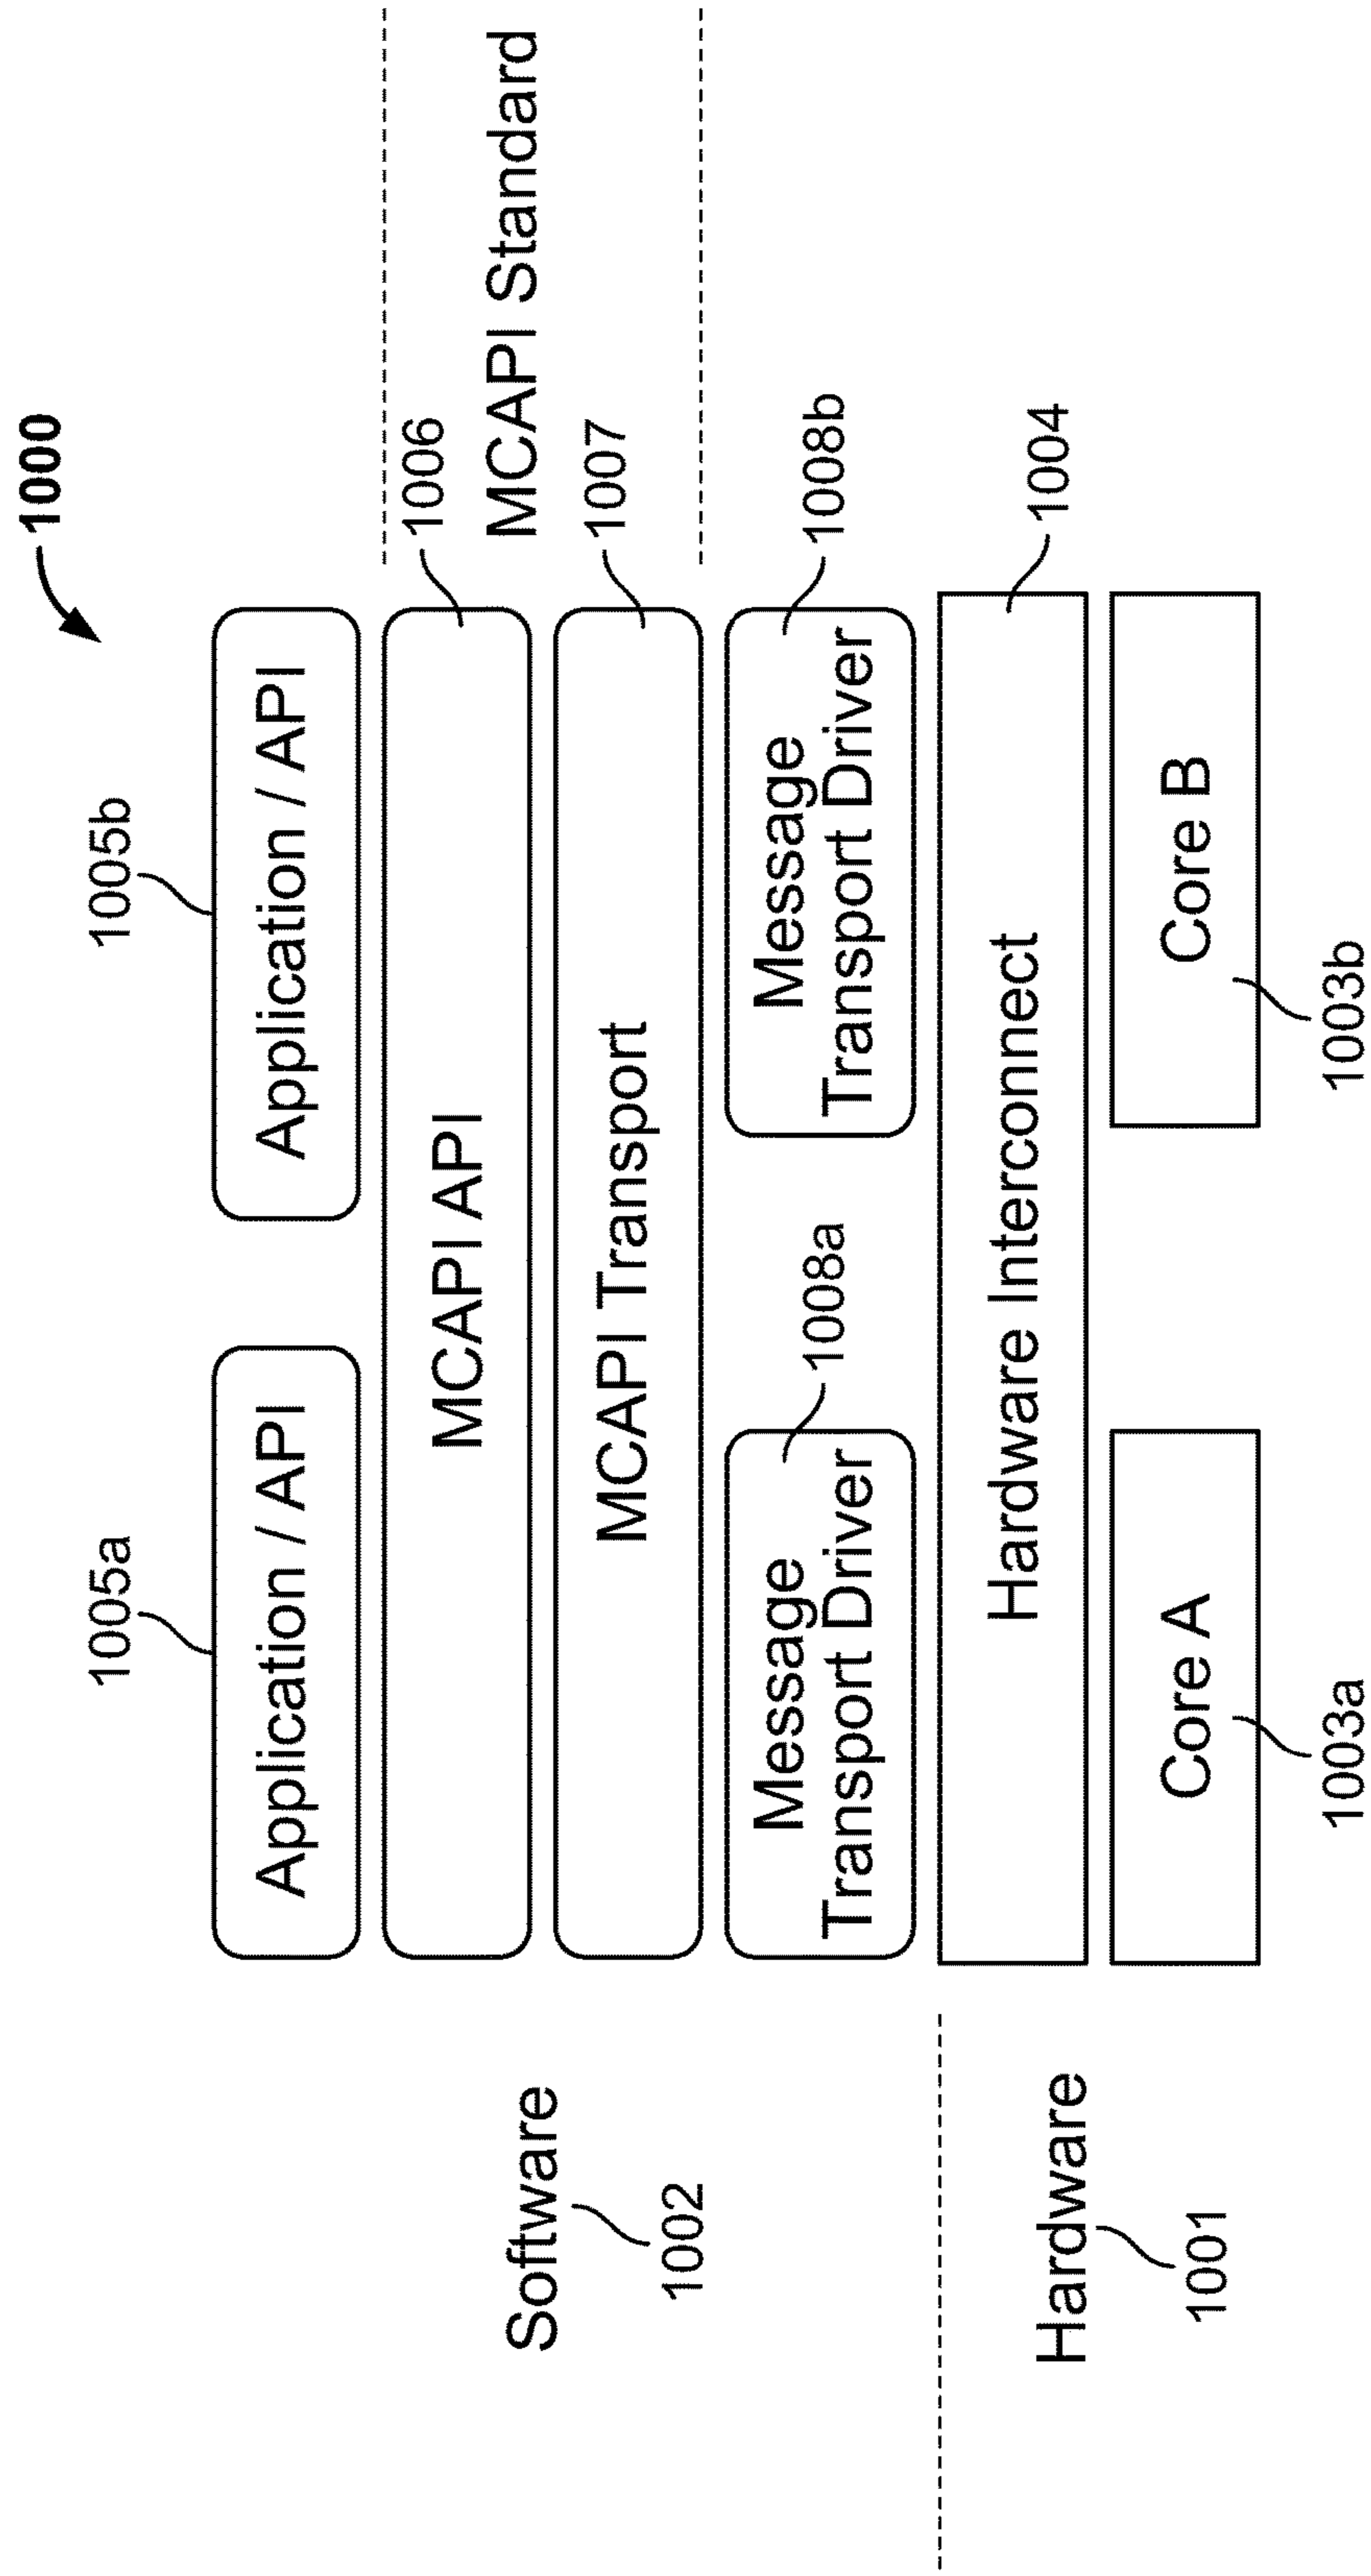 1000
1005a
1005b
Application / API
Application / API
MCAPI API
1006
MCAPI Standard
Software
1002
MCAPI Transport
1007
Message
Transport Driver
1008a
Message
Transport Driver
1008b
Hardware Interconnect
1004
Hardware
1001
Core A
Core B
1003a
1003b